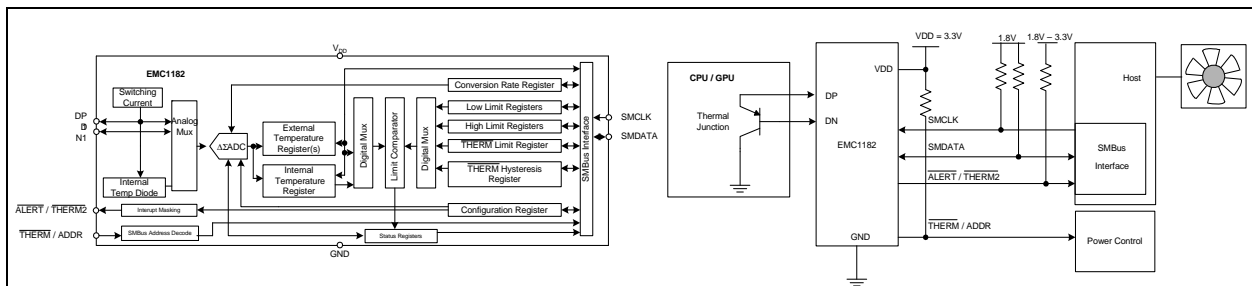 VDD
EMC1182
Switching
Current
DP
D
N1
Analog
Mux
Internal
Temp Diode
ΔΣADC
External
Temperature
Register(s)
Internal
Temperature
Register
Digital Mux
Limit Comparator
Digital Mux
Conversion Rate Register
Low Limit Registers
High Limit Registers
THERM Limit Register
THERM Hysteresis
Register
SMBus Interface
SMCLK
SMDATA
ALERT / THERM2
Interupt Masking
Configuration Register
THERM / ADDR
SMBus Address Decode
Status Registers
GND
CPU / GPU
Thermal
Junction
VDD = 3.3V
1.8V
1.8V – 3.3V
VDD
DP
DN
EMC1182
GND
Host
SMCLK
SMDATA
SMBus
Interface
ALERT / THERM2
THERM / ADDR
Power Control